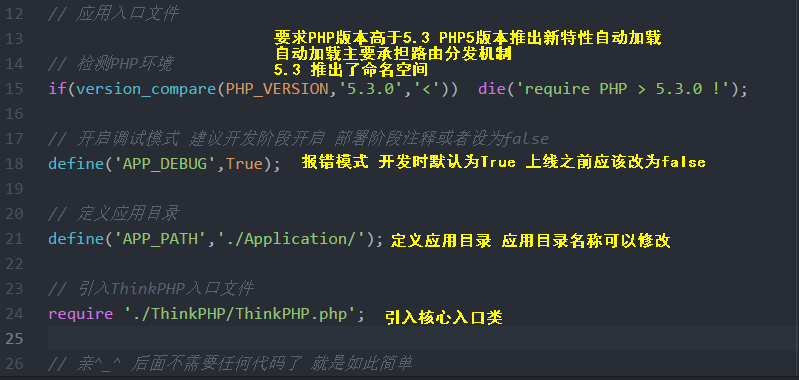 12 // 应用入口文件
13 要求PHP版本高于5.3 PHP5版本推出新特性自动加载
自动加载主要承担路由分发机制
14 // 检测PHP环境 5.3 推出了命名空间
15 if(version_compare(PHP_VERSION,'5.3.0','<')) die('require PHP > 5.3.0 !');
16
17 // 开启调试模式 建议开发阶段开启 部署阶段注释或者设为false
18 define('APP_DEBUG',True); 报错模式 开发时默认为True 上线之前应该改为false
19
20 // 定义应用目录
21 define('APP_PATH','./Application/'); 定义应用目录 应用目录名称可以修改
22
23 // 引入ThinkPHP入口文件
24 require './ThinkPHP/ThinkPHP.php'; 引入核心入口类
25
26 // 亲^_^ 后面不需要任何代码了 就是如此简单